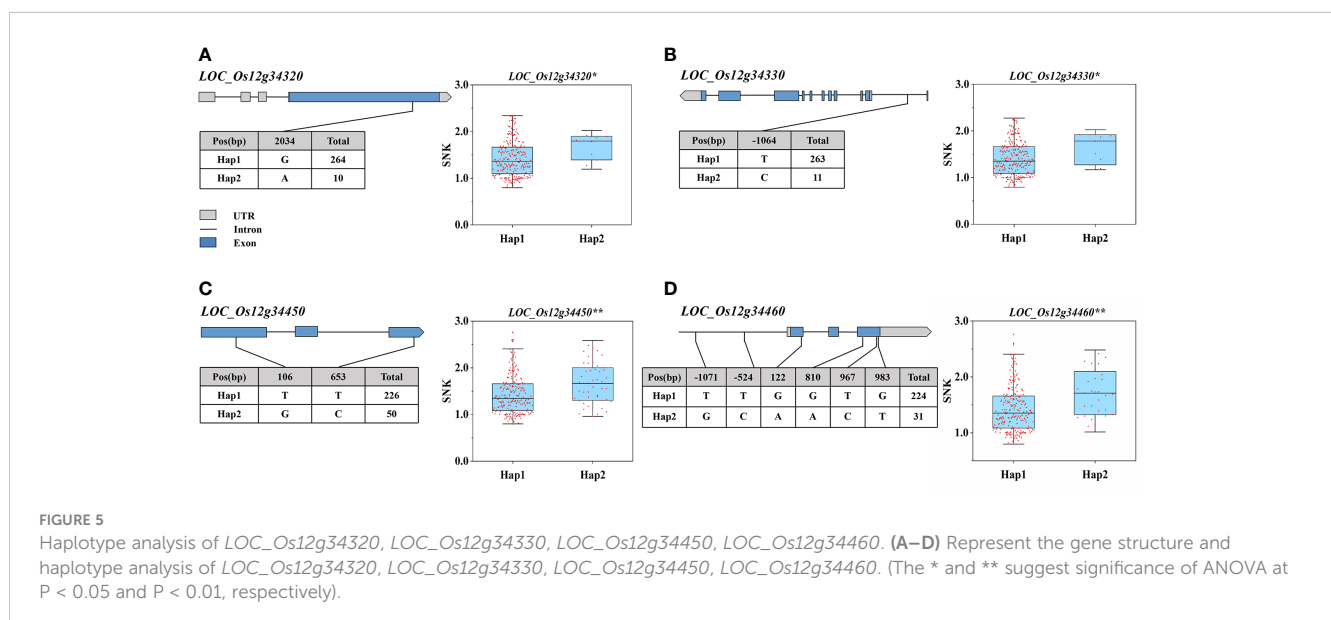 A
LOC_Os12g34320
Pos(bp) 2034 Total
Hap1 G 264
Hap2 A 10
UTR
Intron
Exon
LOC_Os12g34320*
SNK
3.0
2.0
1.0
0.0
Hap1 Hap2
B
LOC_Os12g34330
Pos(bp) -1064 Total
Hap1 T 263
Hap2 C 11
LOC_Os12g34330*
SNK
3.0
2.0
1.0
0.0
Hap1 Hap2
C
LOC_Os12g34450
Pos(bp) 106 653 Total
Hap1 T T 226
Hap2 G C 50
LOC_Os12g34450**
SNK
3.0
2.0
1.0
0.0
Hap1 Hap2
D
LOC_Os12g34460
Pos(bp) -1071 -524 122 810 967 983 Total
Hap1 T T G G T G 224
Hap2 G C A A C T 31
LOC_Os12g34460**
SNK
3.0
2.0
1.0
Hap1 Hap2
FIGURE 5
Haplotype analysis of LOC_Os12g34320, LOC_Os12g34330, LOC_Os12g34450, LOC_Os12g34460. (A–D) Represent the gene structure and
haplotype analysis of LOC_Os12g34320, LOC_Os12g34330, LOC_Os12g34450, LOC_Os12g34460. (The * and ** suggest significance of ANOVA at
P < 0.05 and P < 0.01, respectively).